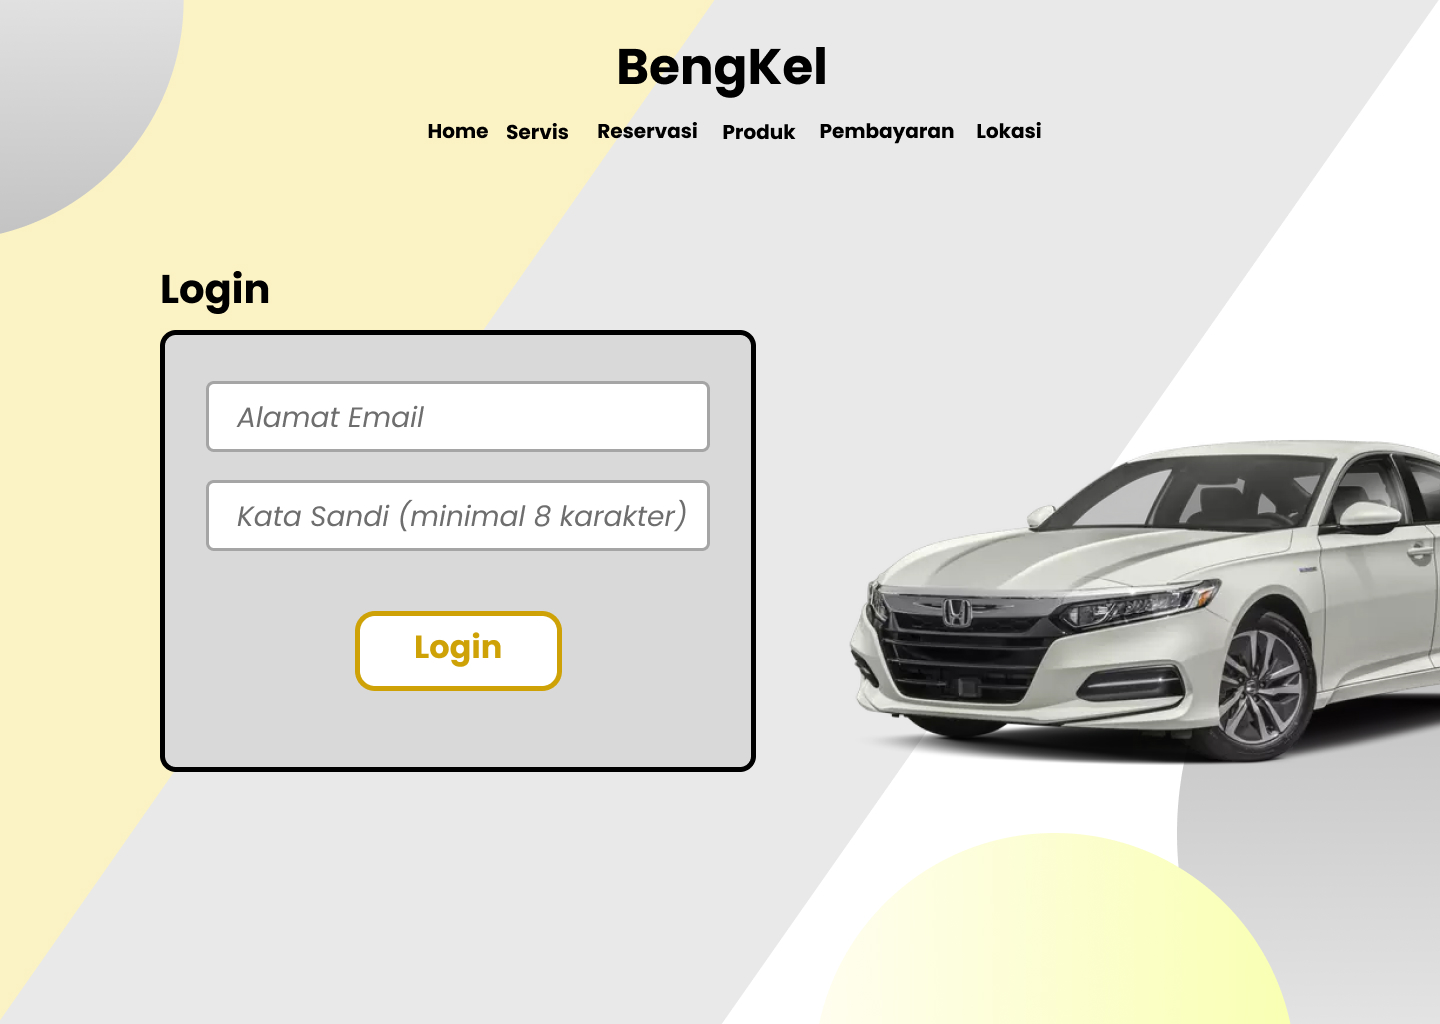 BengKel
Home Servis Reservasi Produk Pembayaran Lokasi
Login
Alamat Email
Kata Sandi (minimal 8 karakter)
Login